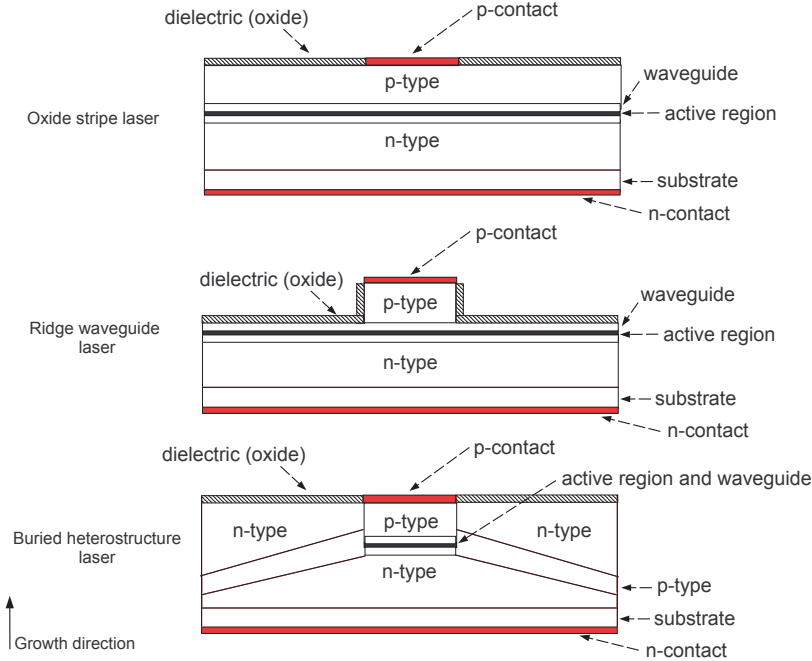 dielectric (oxide)
p-contact
p-type
waveguide
Oxide stripe laser
active region
n-type
substrate
n-contact
p-contact
dielectric (oxide)
p-type
waveguide
Ridge waveguide
laser
active region
n-type
substrate
n-contact
dielectric (oxide)
p-contact
active region and waveguide
n-type
p-type
n-type
Buried heterostructure
laser
n-type
p-type
substrate
Growth direction
n-contact